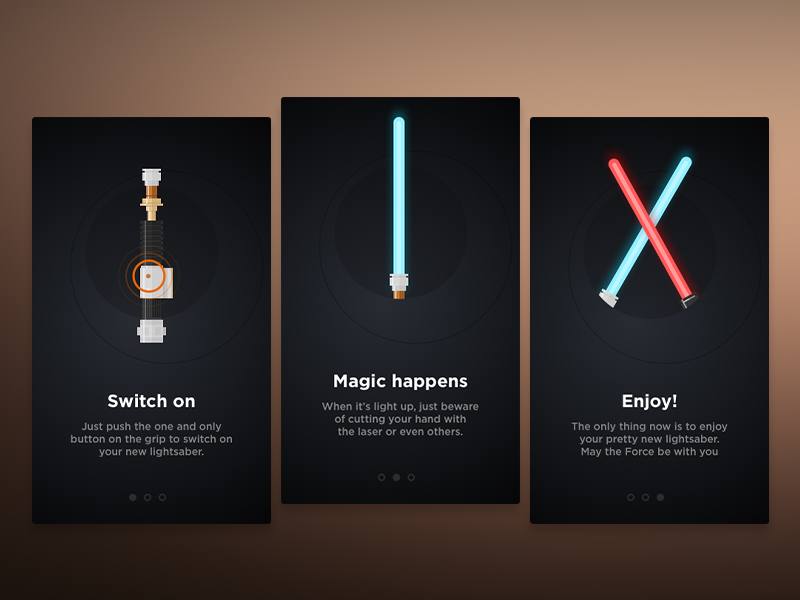 Switch on
Just push the one and only
button on the grip to switch on
your new lightsaber.
Magic happens
When it's light up, just beware
of cutting your hand with
the laser or even others.
Enjoy!
The only thing now is to enjoy
your pretty new lightsaber.
May the Force be with you